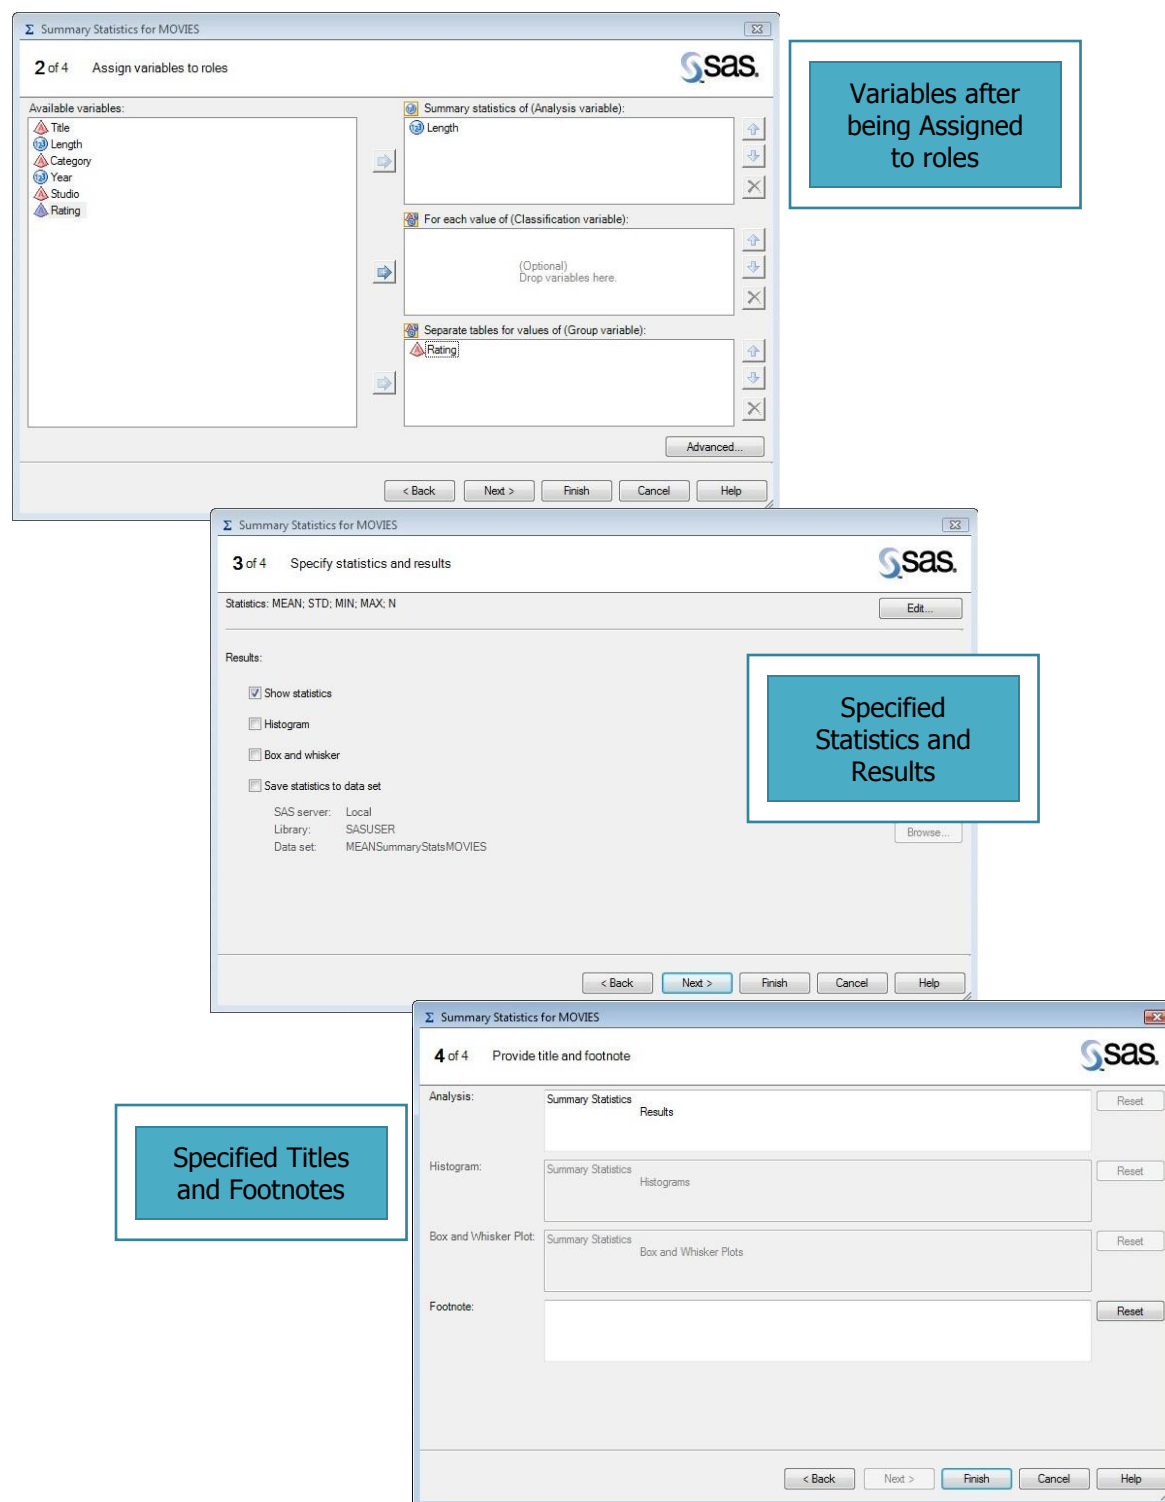 Σ Summary Statistics for MOVIES
2 of 4 Assign variables to roles
sas.
Available variables:
Title
Length
Category
Year
Studio
Rating
Summary statistics of (Analysis variable):
Length
For each value of (Classification variable):
(Optional)
Drop variables here.
Separate tables for values of (Group variable):
Rating
Advanced...
< Back Next > Finish Cancel Help
Variables after
being Assigned
to roles
Σ Summary Statistics for MOVIES
3 of 4 Specify statistics and results
sas.
Statistics: MEAN; STD; MIN; MAX; N
Edit...
Results:
Show statistics
Histogram
Box and whisker
Save statistics to data set
SAS server: Local
Library: SASUSER
Data set: MEANSummaryStatsMOVIES
Browse...
< Back Next > Finish Cancel Help
Specified
Statistics and
Results
Σ Summary Statistics for MOVIES
4 of 4 Provide title and footnote
sas.
Analysis: Summary Statistics
Results
Reset
Histogram: Summary Statistics
Histograms
Reset
Box and Whisker Plot: Summary Statistics
Box and Whisker Plots
Reset
Footnote:
Reset
< Back Next > Finish Cancel Help
Specified Titles
and Footnotes